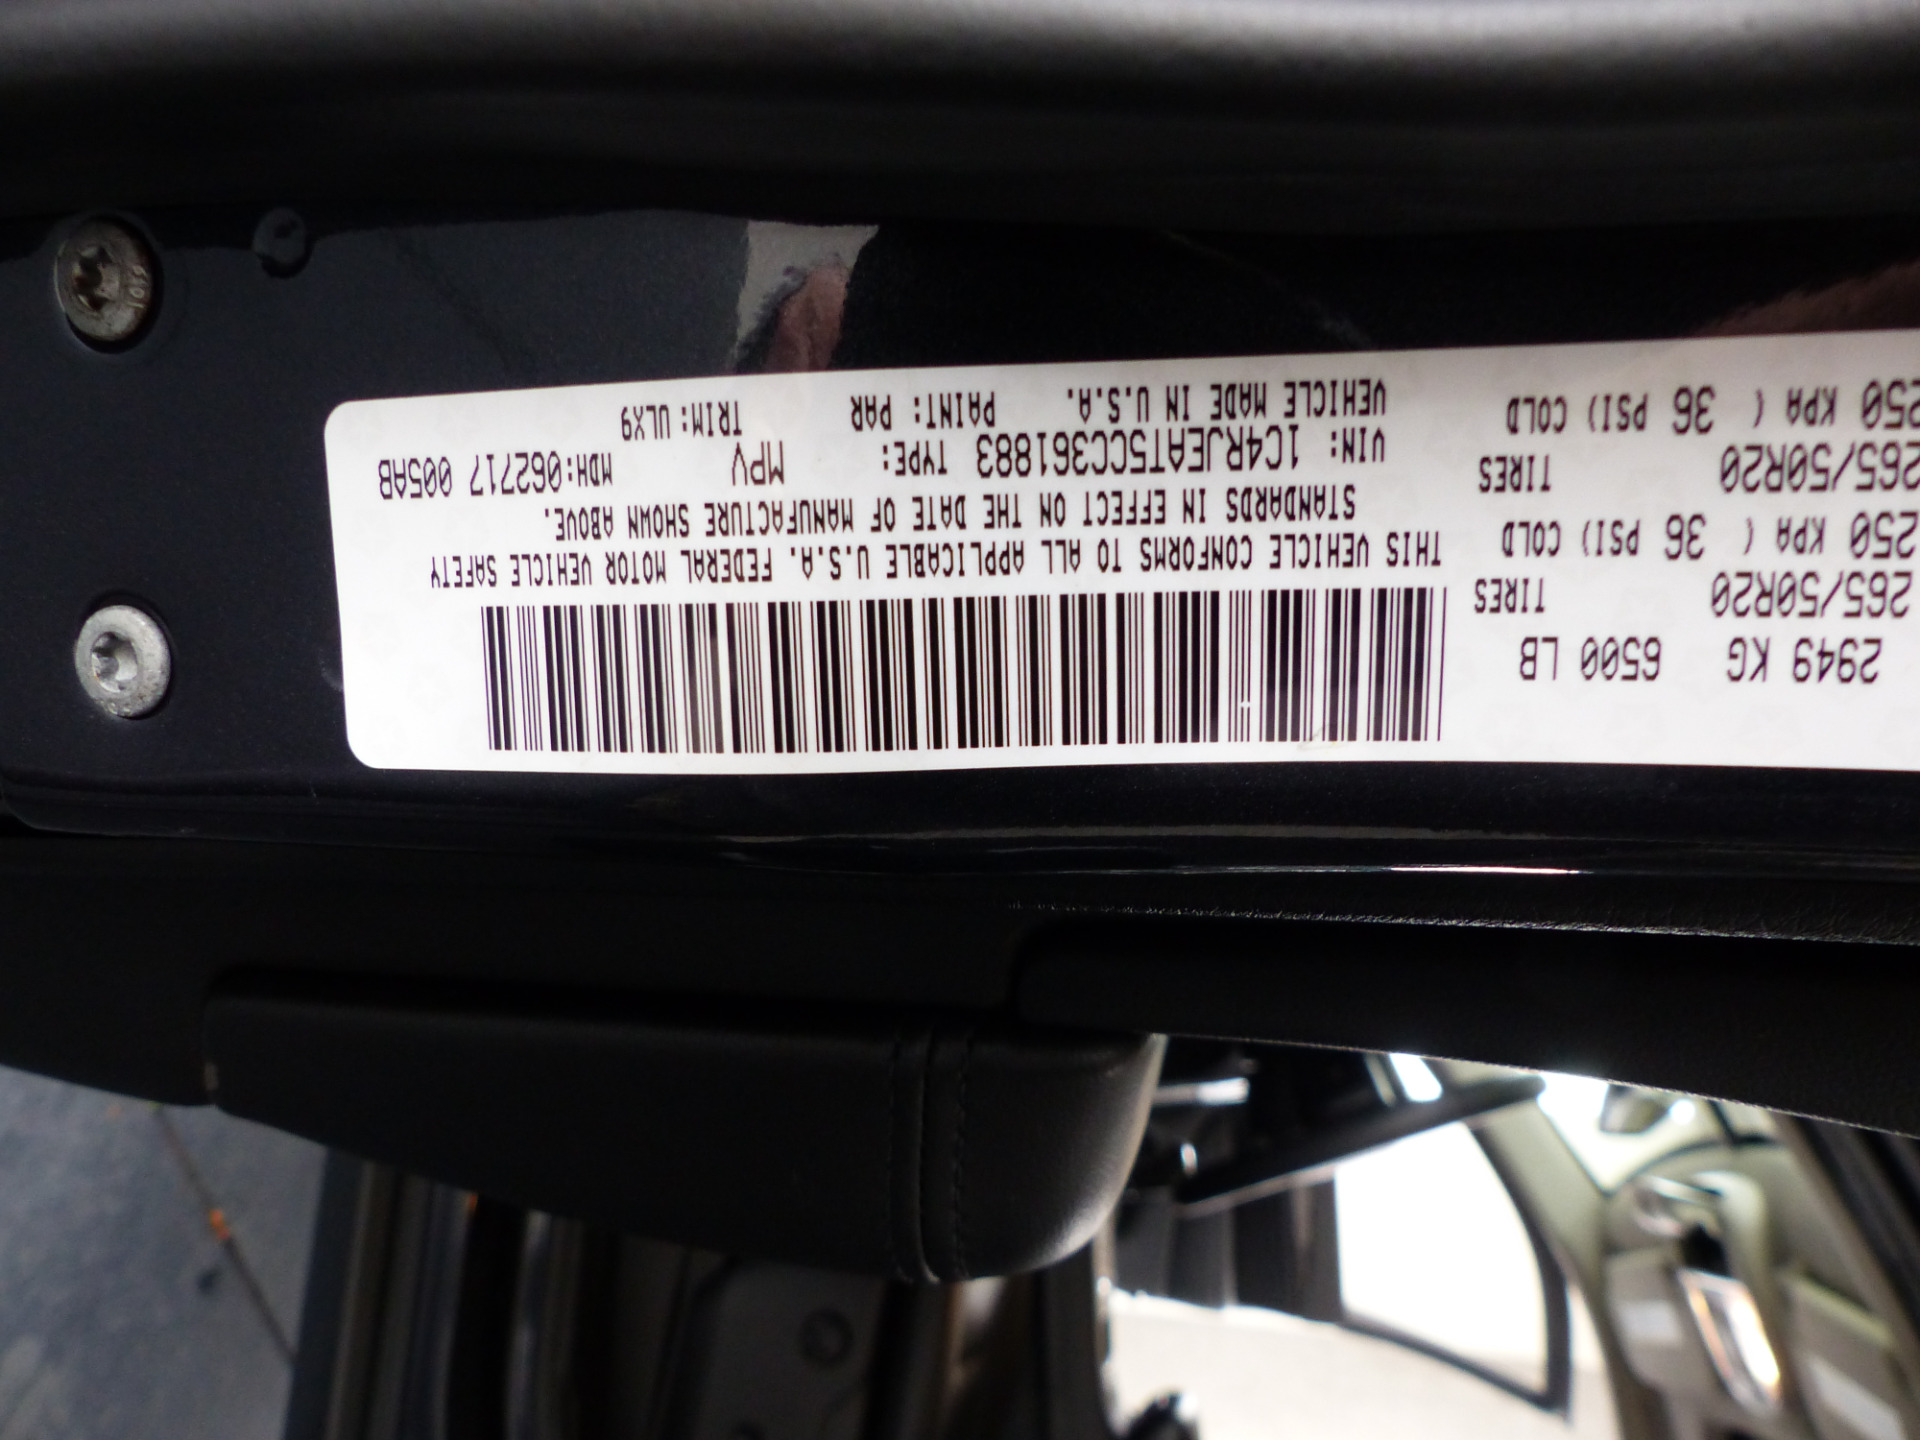 2949 KG 6500 LB
265/50R20 TIRES
250 KPA ( 36 PSI) COLD
265/50R20 TIRES
250 KPA ( 36 PSI) COLD
THIS VEHICLE CONFORMS TO ALL APPLICABLE U.S.A. FEDERAL MOTOR VEHICLE SAFETY
STANDARDS IN EFFECT ON THE DATE OF MANUFACTURE SHOWN ABOVE.
VIN: 1C4RJEAT5CC361883 TYPE: MPV MDH:062717 005AB
VEHICLE MADE IN U.S.A. PAINT: PAR TRIM: ULX9